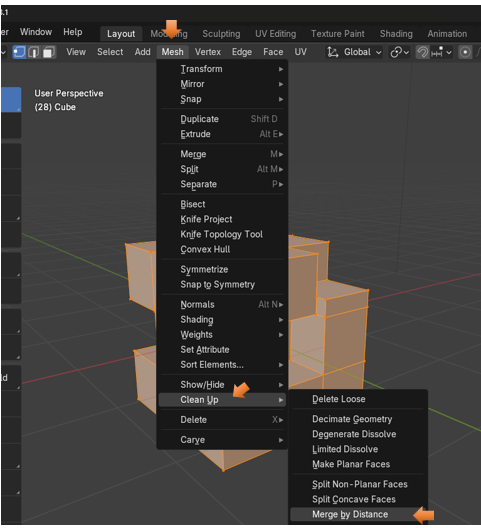 .1
er Window Help Layout Modeling Sculpting UV Editing Texture Paint Shading Animation
View Select Add Mesh Vertex Edge Face UV Global
User Perspective
(28) Cube
Transform
Mirror
Snap
Duplicate Shift D
Extrude Alt E
Merge M
Split Alt M
Separate P
Bisect
Knife Project
Knife Topology Tool
Convex Hull
Symmetrize
Snap to Symmetry
Normals Alt N
Shading
Weights
Set Attribute
Sort Elements...
Show/Hide
ld
Clean Up
Delete X
Carve
Delete Loose
Decimate Geometry
Degenerate Dissolve
Limited Dissolve
Make Planar Faces
Split Non-Planar Faces
Split Concave Faces
Merge by Distance